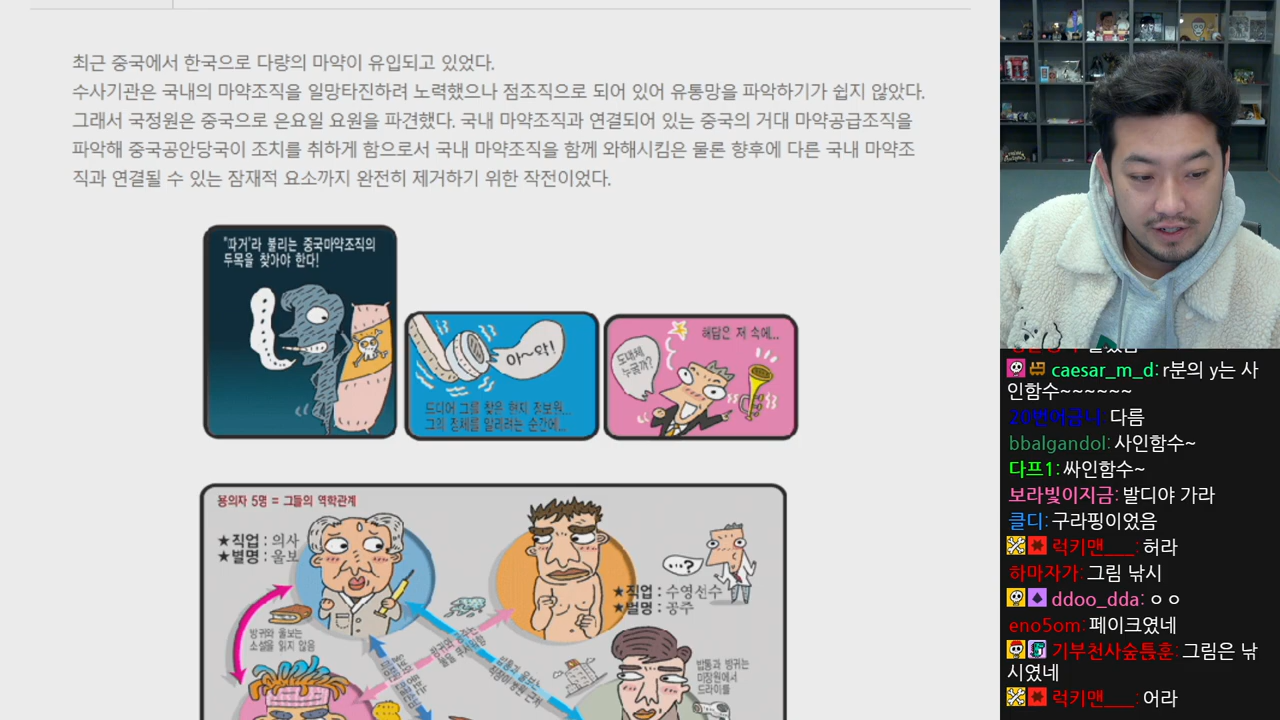 최근 중국에서 한국으로 다량의 마약이 유입되고 있었다.
수사기관은 국내의 마약조직을 일망타진하려 노력했으나 점조직으로 되어 있어 유통망을 파악하기가 쉽지 않았다.
그래서 국정원은 중국으로 은요일 요원을 파견했다. 국내 마약조직과 연결되어 있는 중국의 거대 마약공급조직을
파악해 중국공안당국이 조치를 취하게 함으로서 국내 마약조직을 함께 와해시킴은 물론 향후에 다른 국내 마약조
직과 연결될 수 있는 잠재적 요소까지 완전히 제거하기 위한 작전이었다.
"파거"라 불리는 중국마약조직의
두목을 찾아야 한다!
아~악!
드디어 그를 찾은 현지 정보원...
그의 정체를 알리려는 순간에...
도대체
누굴까?
해답은 저 속에...
용의자 5명 = 그들의 역학관계
★직업 : 의사
★별명 : 울보
...?
★직업 : 수영선수
★별명 : 공주
방귀와 울보는
소설을 읽지 않음
밥통과 방귀는
미장원에서
드라이를
caesar_m_d: r분의 y는 사
인함수~~~~~~
20번어금니: 다름
bbalgandol: 사인함수~
다프1: 싸인함수~
보라빛이지금: 발디야 가라
클디: 구라핑이었음
럭키맨___: 허라
하마자가: 그림 낚시
ddoo_dda: ㅇㅇ
eno5om: 페이크였네
기부천사숲튽훈: 그림은 낚
시였네
럭키맨___: 어라